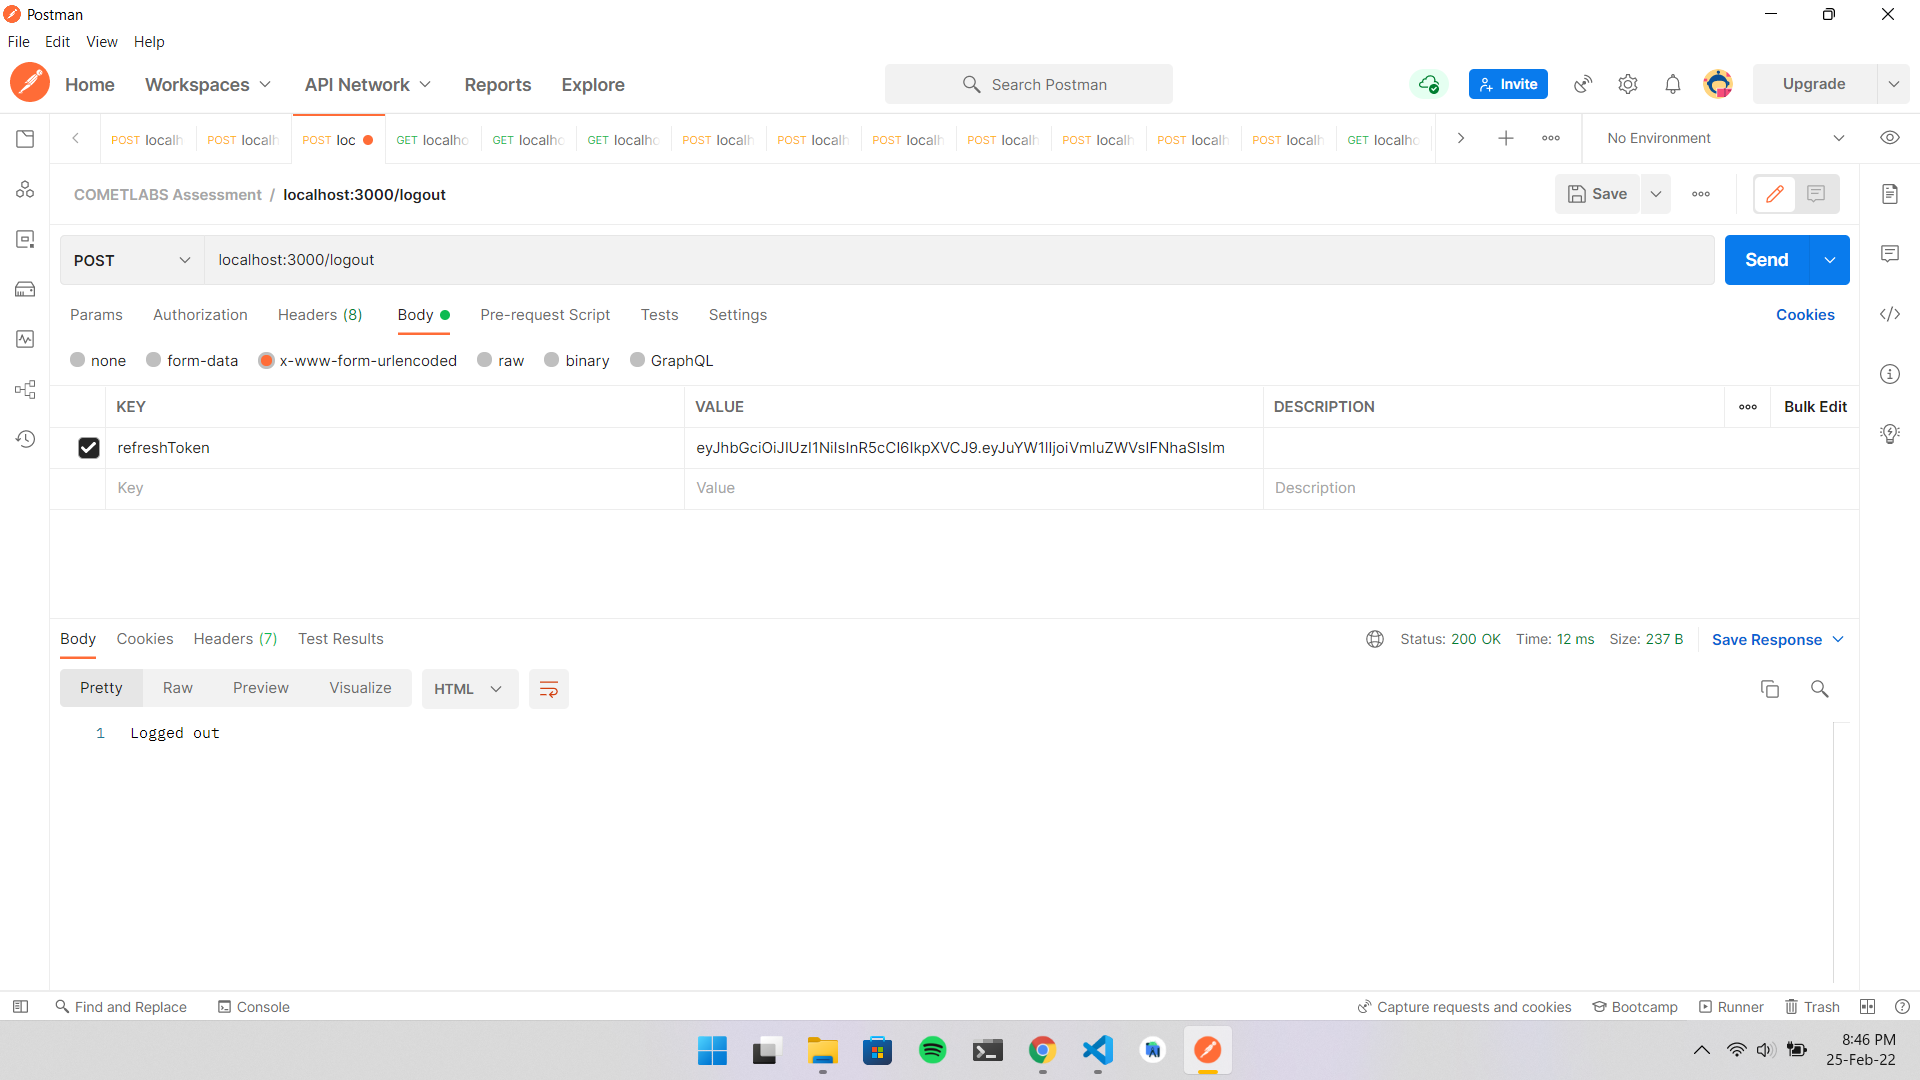 Postman
File Edit View Help
Home Workspaces API Network Reports Explore Search Postman Invite Upgrade
POST localh POST localh POST loc GET localho GET localho GET localho POST localh POST localh POST localh POST localh POST localh POST localh POST localh GET localho No Environment
COMETLABS Assessment / localhost:3000/logout Save
POST localhost:3000/logout Send
Params Authorization Headers (8) Body Pre-request Script Tests Settings Cookies
none form-data x-www-form-urlencoded raw binary GraphQL
KEY VALUE DESCRIPTION Bulk Edit
refreshToken
Key Value Description
Body Cookies Headers (7) Test Results Status: 200 OK Time: 12 ms Size: 237 B Save Response
Pretty Raw Preview Visualize HTML
1 Logged out
Find and Replace Console Capture requests and cookies Bootcamp Runner Trash
8:46 PM
25-Feb-22